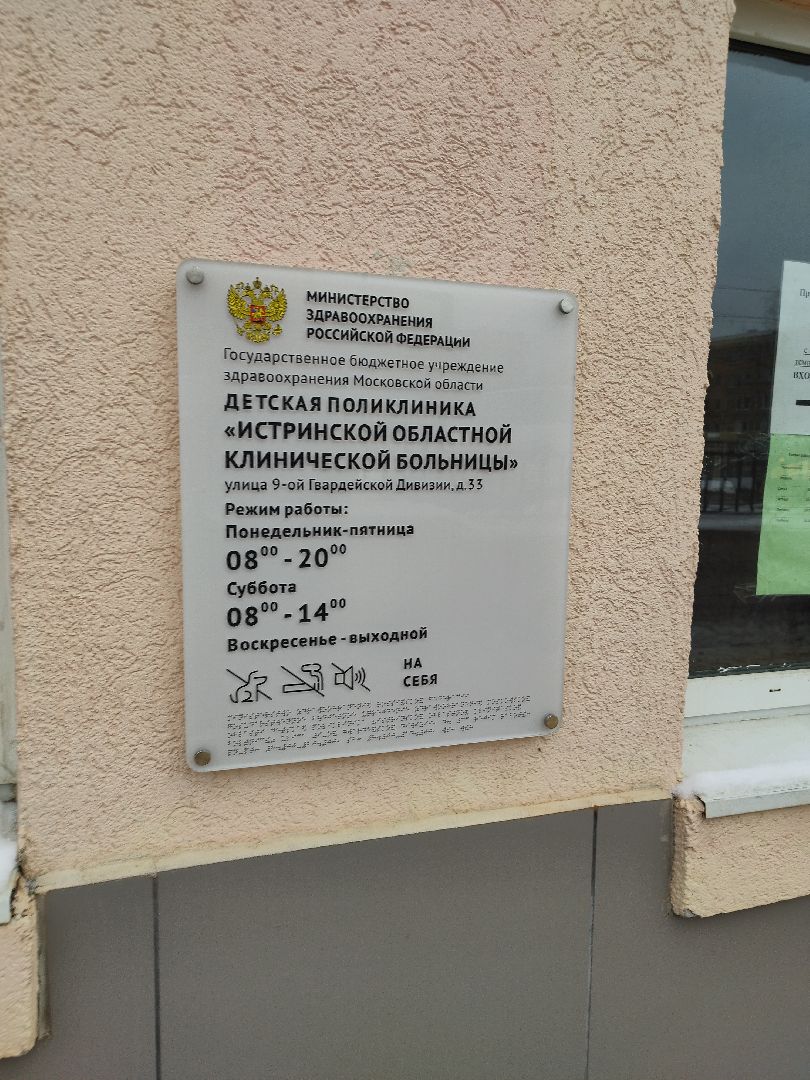 МИНИСТЕРСТВО
ЗДРАВООХРАНЕНИЯ
РОССИЙСКОЙ ФЕДЕРАЦИИ
Государственное бюджетное учреждение
здравоохранения Московской области
ДЕТСКАЯ ПОЛИКЛИНИКА
«ИСТРИНСКОЙ ОБЛАСТНОЙ
КЛИНИЧЕСКОЙ БОЛЬНИЦЫ»
улица 9-ой Гвардейской Дивизии, д.33
Режим работы:
Понедельник-пятница
08⁰⁰ - 20⁰⁰
Суббота
08⁰⁰ - 14⁰⁰
Воскресенье - выходной
НА
СЕБЯ